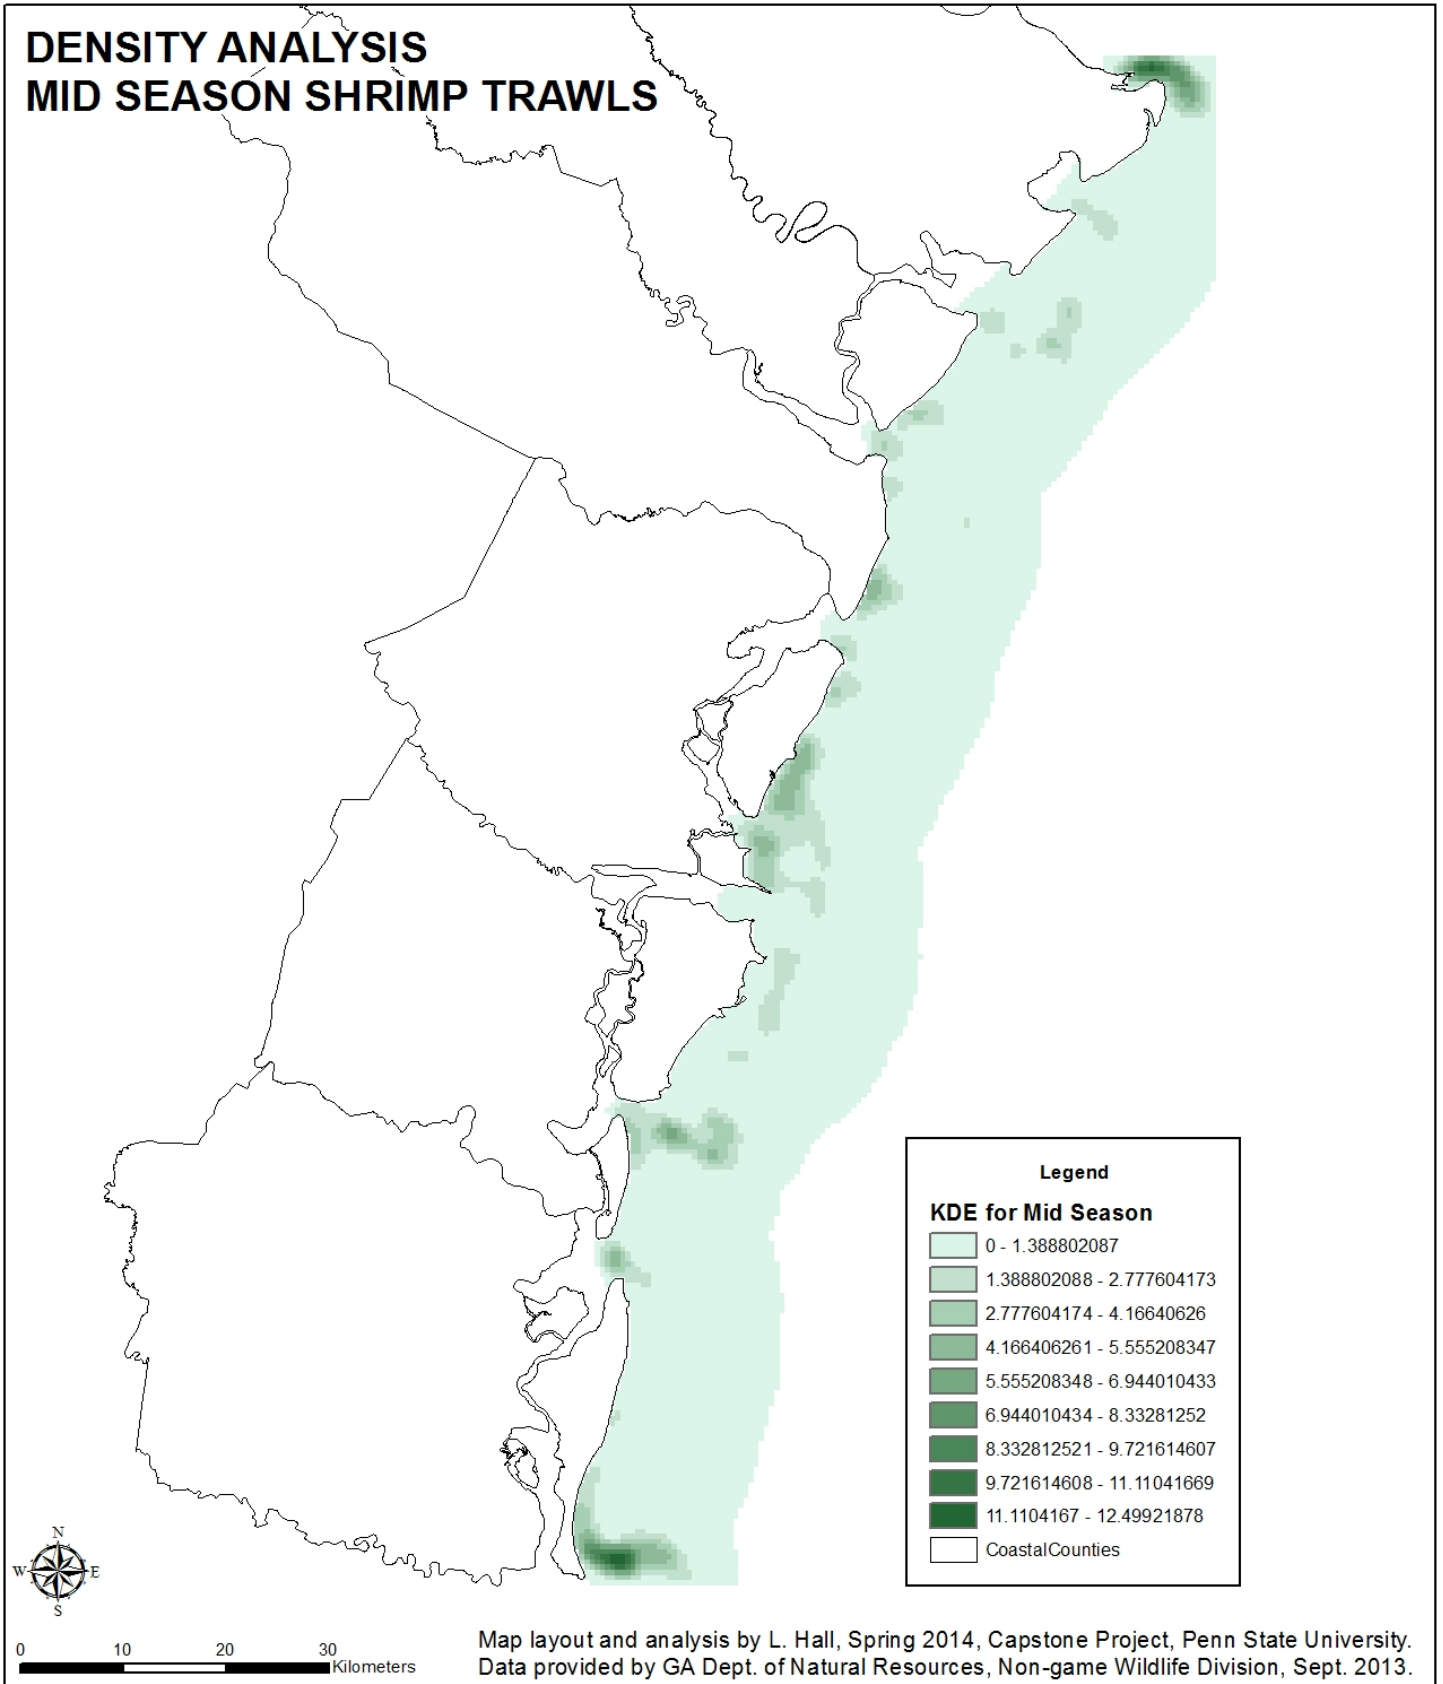 DENSITY ANALYSIS
MID SEASON SHRIMP TRAWLS
Legend
KDE for Mid Season
0 - 1.388802087
1.388802088 - 2.777604173
2.777604174 - 4.16640626
4.166406261 - 5.555208347
5.555208348 - 6.944010433
6.944010434 - 8.33281252
8.332812521 - 9.721614607
9.721614608 - 11.11041669
11.1104167 - 12.49921878
CoastalCounties
N
W E
S
0 10 20 30
Kilometers
Map layout and analysis by L. Hall, Spring 2014, Capstone Project, Penn State University.
Data provided by GA Dept. of Natural Resources, Non-game Wildlife Division, Sept. 2013.